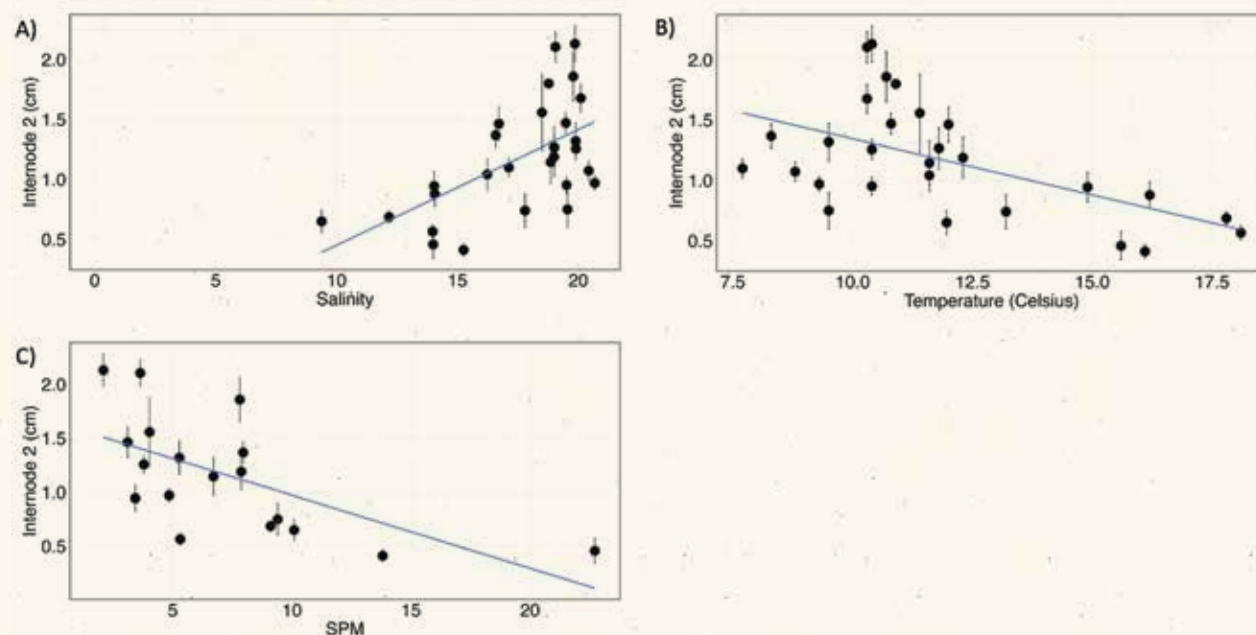 A)
Internode 2 (cm)
2.0
1.5
1.0
0.5
0 5 10 15 20
Salinity
B)
Internode 2 (cm)
2.0
1.5
1.0
0.5
7.5 10.0 12.5 15.0 17.5
Temperature (Celsius)
C)
Internode 2 (cm)
2.0
1.5
1.0
0.5
5 10 15 20
SPM